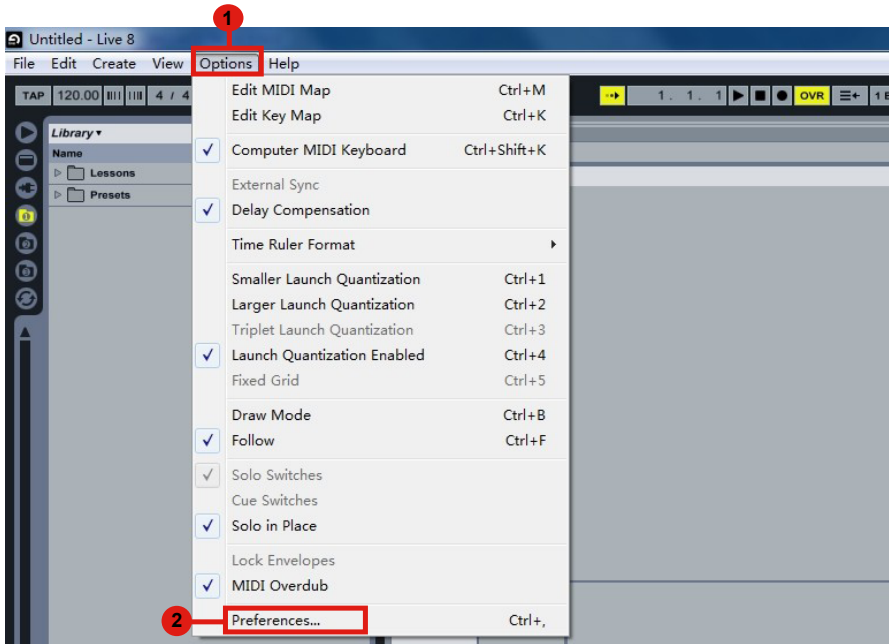 1
Untitled - Live 8
File Edit Create View Options Help
TAP 120.00 4 / 4 1. 1. 1 OVR 1 B
Library
Name
Lessons
Presets
Edit MIDI Map Ctrl+M
Edit Key Map Ctrl+K
Computer MIDI Keyboard Ctrl+Shift+K
External Sync
Delay Compensation
Time Ruler Format
Smaller Launch Quantization Ctrl+1
Larger Launch Quantization Ctrl+2
Triplet Launch Quantization Ctrl+3
Launch Quantization Enabled Ctrl+4
Fixed Grid Ctrl+5
Draw Mode Ctrl+B
Follow Ctrl+F
Solo Switches
Cue Switches
Solo in Place
Lock Envelopes
MIDI Overdub
2 Preferences... Ctrl+,